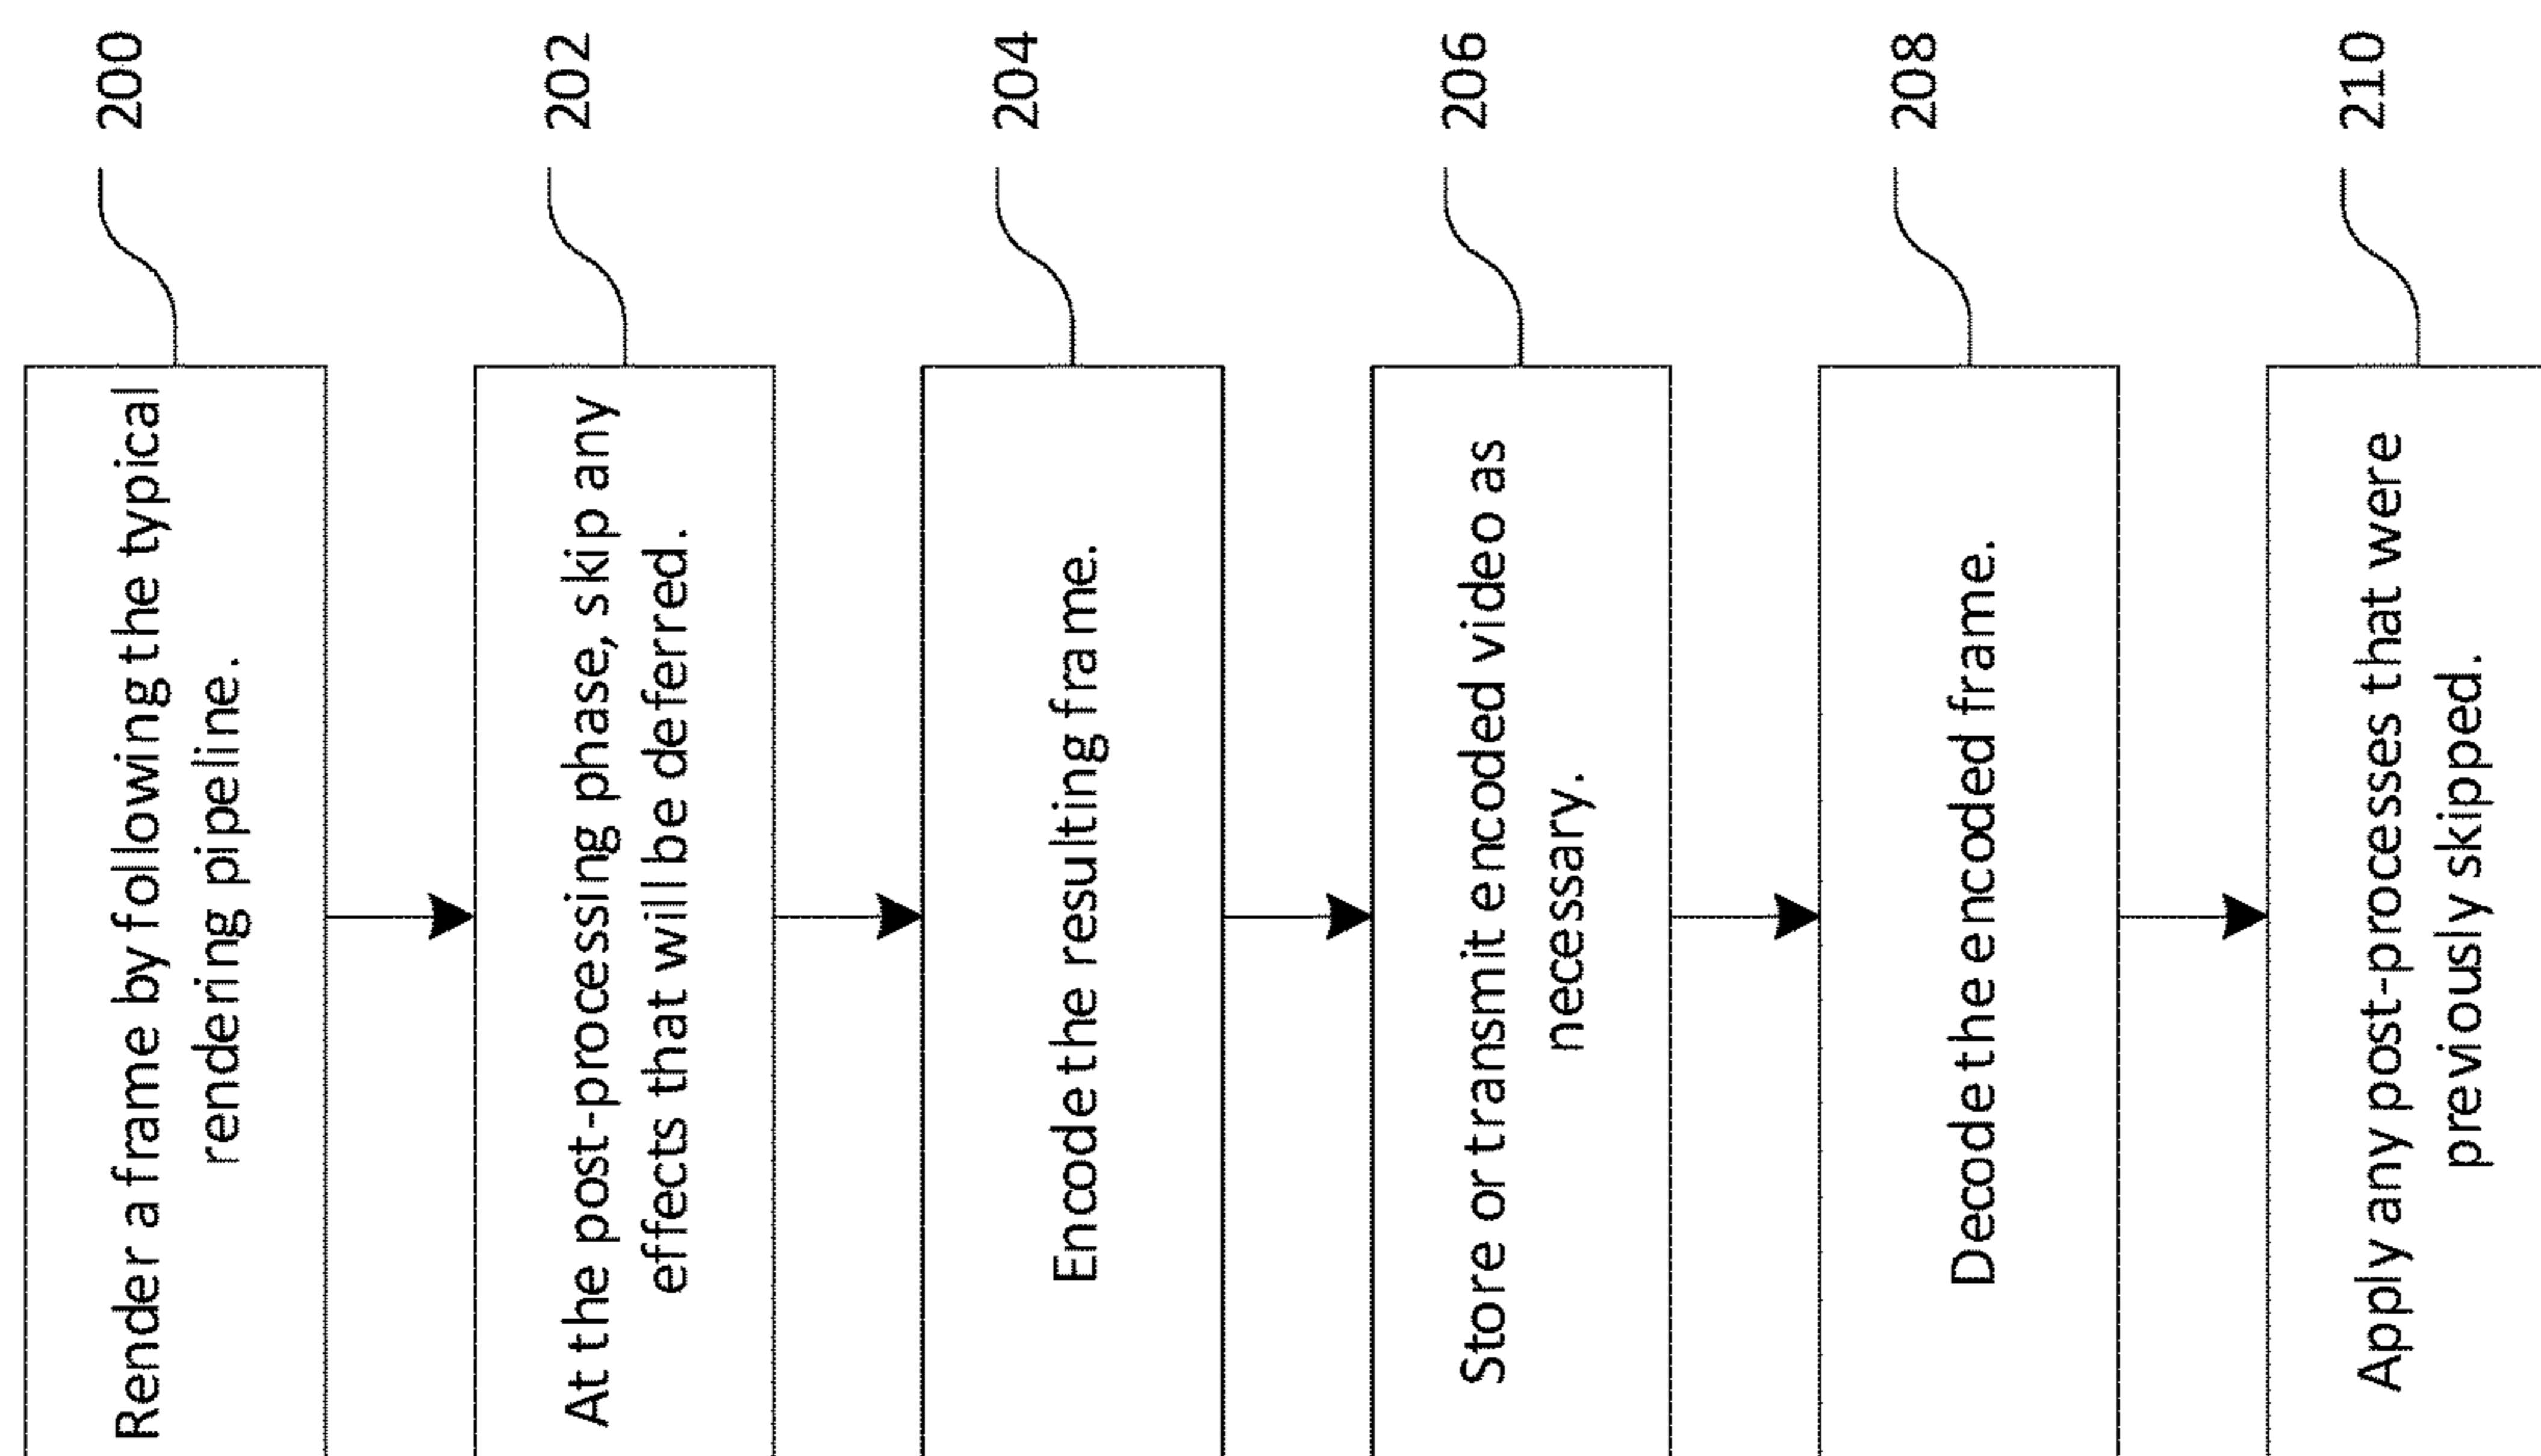 Render a frame by following the typical
rendering pipeline.
200
At the post-processing phase, skip any
effects that will be deferred.
202
Encode the resulting frame.
204
Store or transmit encoded video as
necessary.
206
Decode the encoded frame.
208
Apply any post-processes that were
previously skipped.
210